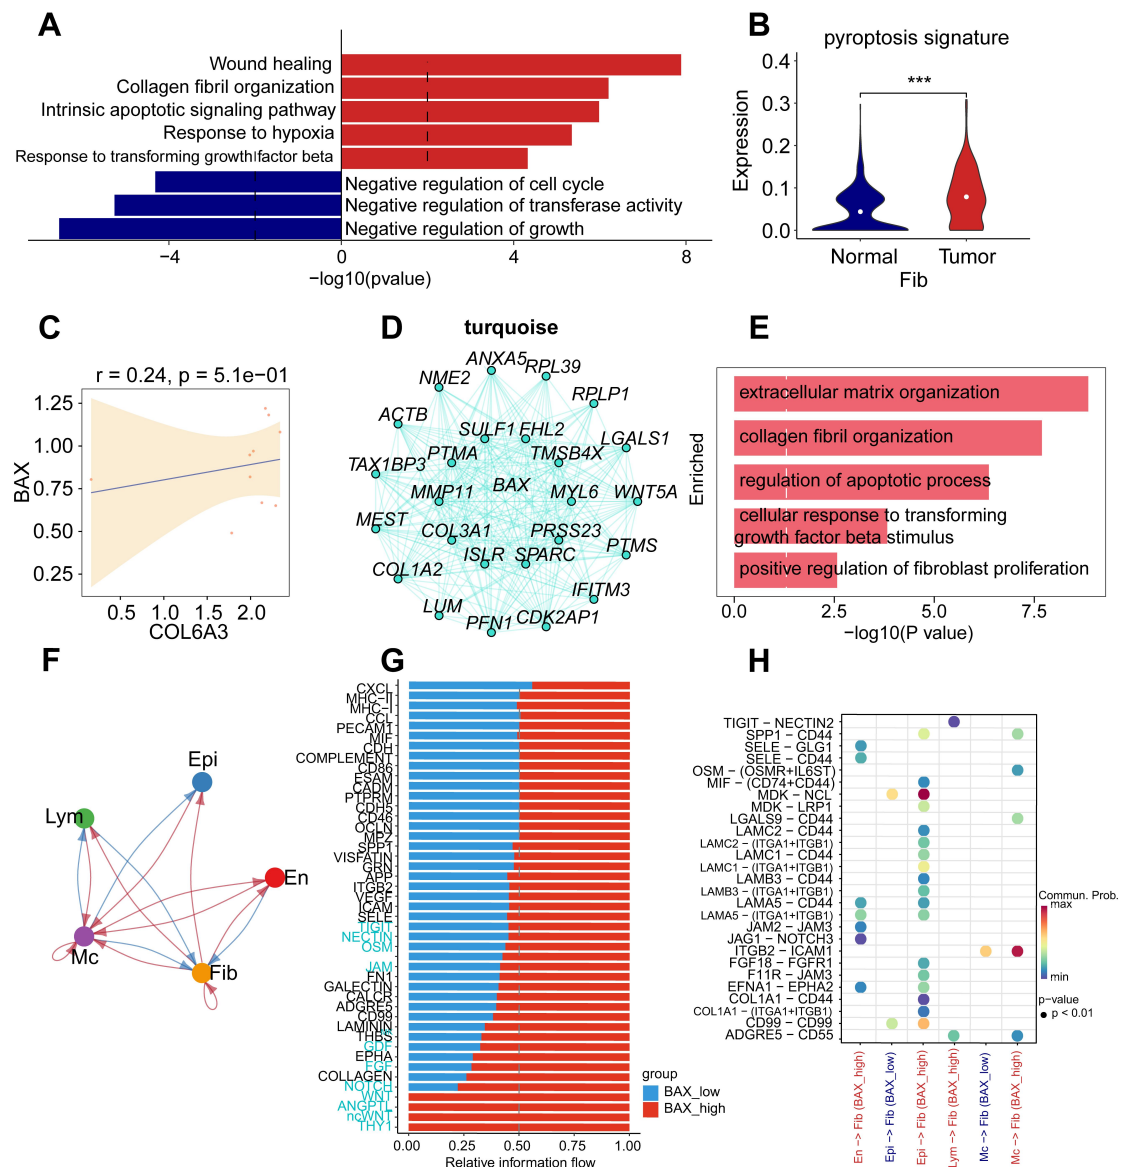 A
Wound healing
Collagen fibril organization
Intrinsic apoptotic signaling pathway
Response to hypoxia
Response to transforming growth factor beta
Negative regulation of cell cycle
Negative regulation of transferase activity
Negative regulation of growth
−4 0 4 8
−log10(pvalue)
B
pyroptosis signature
***
Expression
0.4
0.3
0.2
0.1
0.0
Normal Tumor
Fib
C
r = 0.24, p = 5.1e−01
BAX
1.25
1.00
0.75
0.50
0.25
0.5 1.0 1.5 2.0
COL6A3
D
turquoise
ANXA5
RPL39
NME2
RPLP1
ACTB
SULF1 FHL2
LGALS1
PTMA
TMSB4X
TAX1BP3
BAX
MMP11
MYL6
WNT5A
MEST
COL3A1
PRSS23
PTMS
ISLR SPARC
COL1A2
IFITM3
LUM
CDK2AP1
PFN1
E
Enriched
extracellular matrix organization
collagen fibril organization
regulation of apoptotic process
cellular response to transforming
growth factor beta stimulus
positive regulation of fibroblast proliferation
0.0 2.5 5.0 7.5
−log10(P value)
F
Epi
Lym
En
Mc
Fib
G
CXCL
MHC−II
MHC−I
CCL
PECAM1
MIF
CDH
COMPLEMENT
CD86
ESAM
CADM
PTPRM
CDH5
CD46
OCLN
MPZ
SPP1
VISFATIN
GRN
APP
ITGB2
VEGF
ICAM
SELE
TIGIT
NECTIN
OSM
JAM
FN1
GALECTIN
CALCR
ADGRE5
CD99
LAMININ
THBS
GDF
EPHA
FGF
COLLAGEN
NOTCH
WNT
ANGPTL
ncWNT
THY1
0.00 0.25 0.50 0.75 1.00
Relative information flow
group
BAX_low
BAX_high
H
TIGIT − NECTIN2
SPP1 − CD44
SELE − GLG1
SELE − CD44
OSM − (OSMR+IL6ST)
MIF − (CD74+CD44)
MDK − NCL
MDK − LRP1
LGALS9 − CD44
LAMC2 − CD44
LAMC2 − (ITGA1+ITGB1)
LAMC1 − CD44
LAMC1 − (ITGA1+ITGB1)
LAMB3 − CD44
LAMB3 − (ITGA1+ITGB1)
LAMA5 − CD44
LAMA5 − (ITGA1+ITGB1)
JAM2 − JAM3
JAG1 − NOTCH3
ITGB2 − ICAM1
FGF18 − FGFR1
F11R − JAM3
EFNA1 − EPHA2
COL1A1 − CD44
COL1A1 − (ITGA1+ITGB1)
CD99 − CD99
ADGRE5 − CD55
En −> Fib (BAX_high)
Epi −> Fib (BAX_low)
Epi −> Fib (BAX_high)
Lym −> Fib (BAX_high)
Mc −> Fib (BAX_low)
Mc −> Fib (BAX_high)
Commun. Prob.
max
min
p−value
p < 0.01